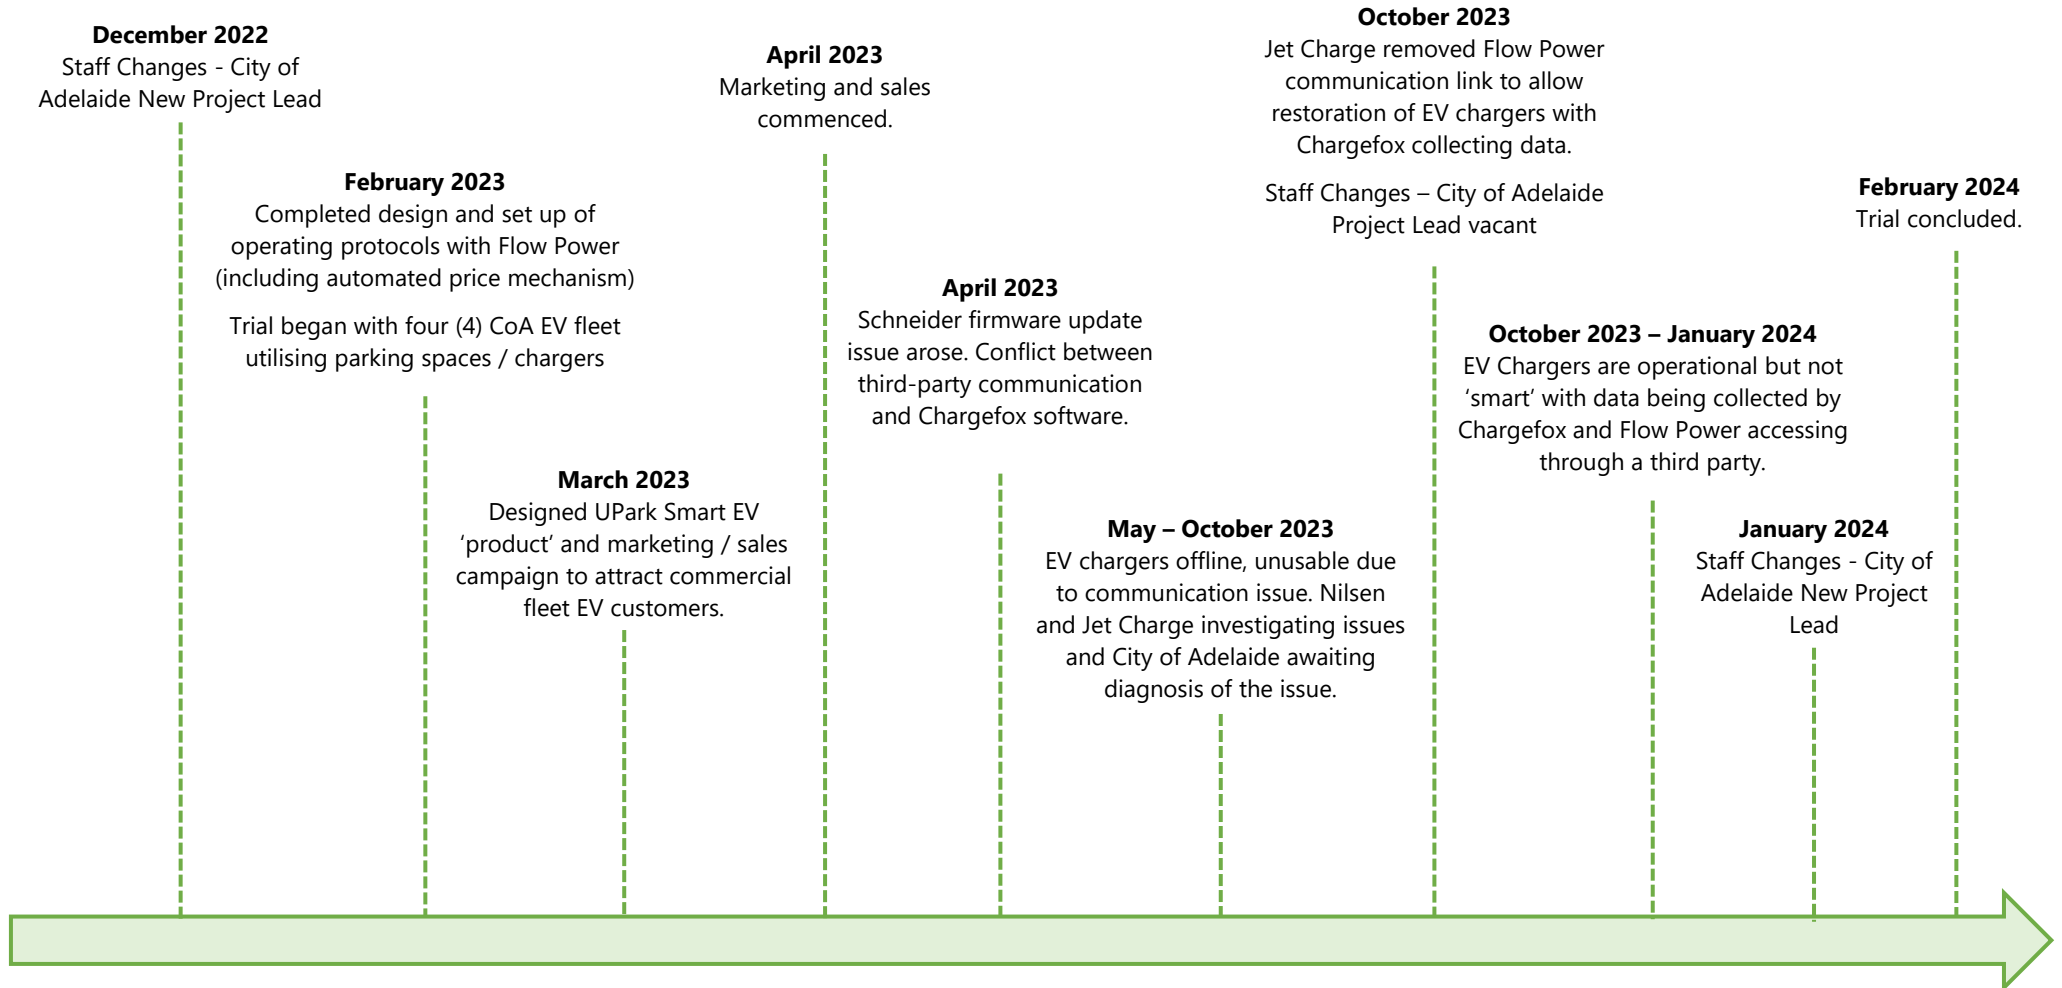 December 2022
Staff Changes - City of
Adelaide New Project Lead
February 2023
Completed design and set up of
operating protocols with Flow Power
(including automated price mechanism)
Trial began with four (4) CoA EV fleet
utilising parking spaces / chargers
March 2023
Designed UPark Smart EV
‘product’ and marketing / sales
campaign to attract commercial
fleet EV customers.
April 2023
Marketing and sales
commenced.
April 2023
Schneider firmware update
issue arose. Conflict between
third-party communication
and Chargefox software.
May – October 2023
EV chargers offline, unusable due
to communication issue. Nilsen
and Jet Charge investigating issues
and City of Adelaide awaiting
diagnosis of the issue.
October 2023
Jet Charge removed Flow Power
communication link to allow
restoration of EV chargers with
Chargefox collecting data.
Staff Changes – City of Adelaide
Project Lead vacant
October 2023 – January 2024
EV Chargers are operational but not
‘smart’ with data being collected by
Chargefox and Flow Power accessing
through a third party.
January 2024
Staff Changes - City of
Adelaide New Project
Lead
February 2024
Trial concluded.